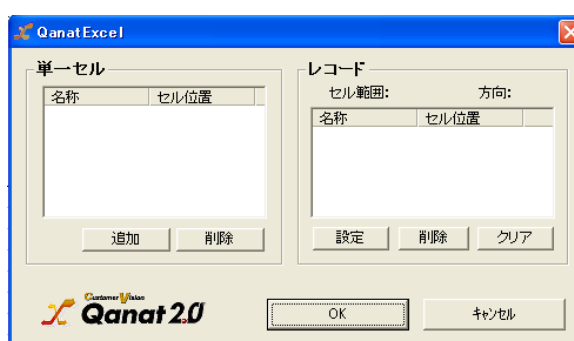 QanatExcel
単一セル
名称 セル位置
追加 削除
レコード
セル範囲: 方向:
名称 セル位置
設定 削除 クリア
Customer Vision
Qanat 2.0
OK キャンセル